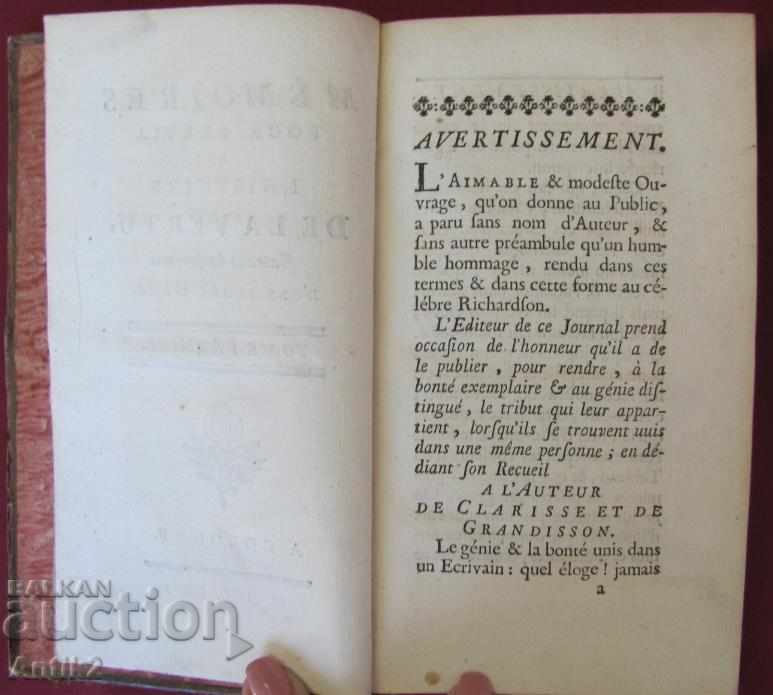 AVERTISSEMENT.
L'AIMABLE & modeſte Ou-
vrage, qu'on donne au Public,
a paru ſans nom d'Auteur, &
ſans autre préambule qu'un hum-
ble hommage, rendu dans ces
termes & dans cette forme au cé-
lébre Richardſon.
L'Editeur de ce Journal prend
occaſion de l'honneur qu'il a de
le publier, pour rendre, à la
bonté exemplaire & au génie diſ-
tingué, le tribut qui leur appar-
tient, lorſqu'ils ſe trouvent uuis
dans une même perſonne; en dé-
diant ſon Recueil
A L'AUTEUR
DE CLARISSE ET DE
GRANDISSON.
Le génie & la bonté unis dans
un Ecrivain: quel éloge! jamais
a
BALKAN
auction
Antik 2